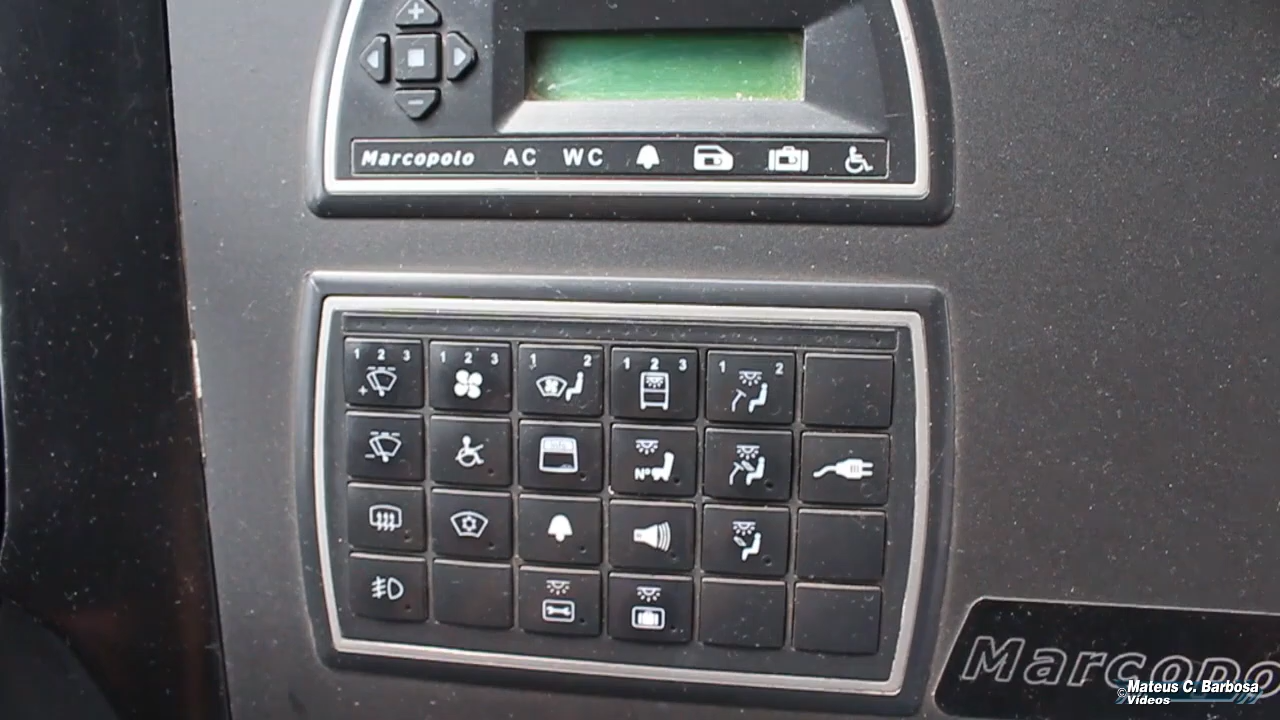 Marcopolo AC WC
1 2 3
1 2 3
1 2
1 2 3
1 2
Nº
Marcopo
©Mateus C. Barbosa
Videos